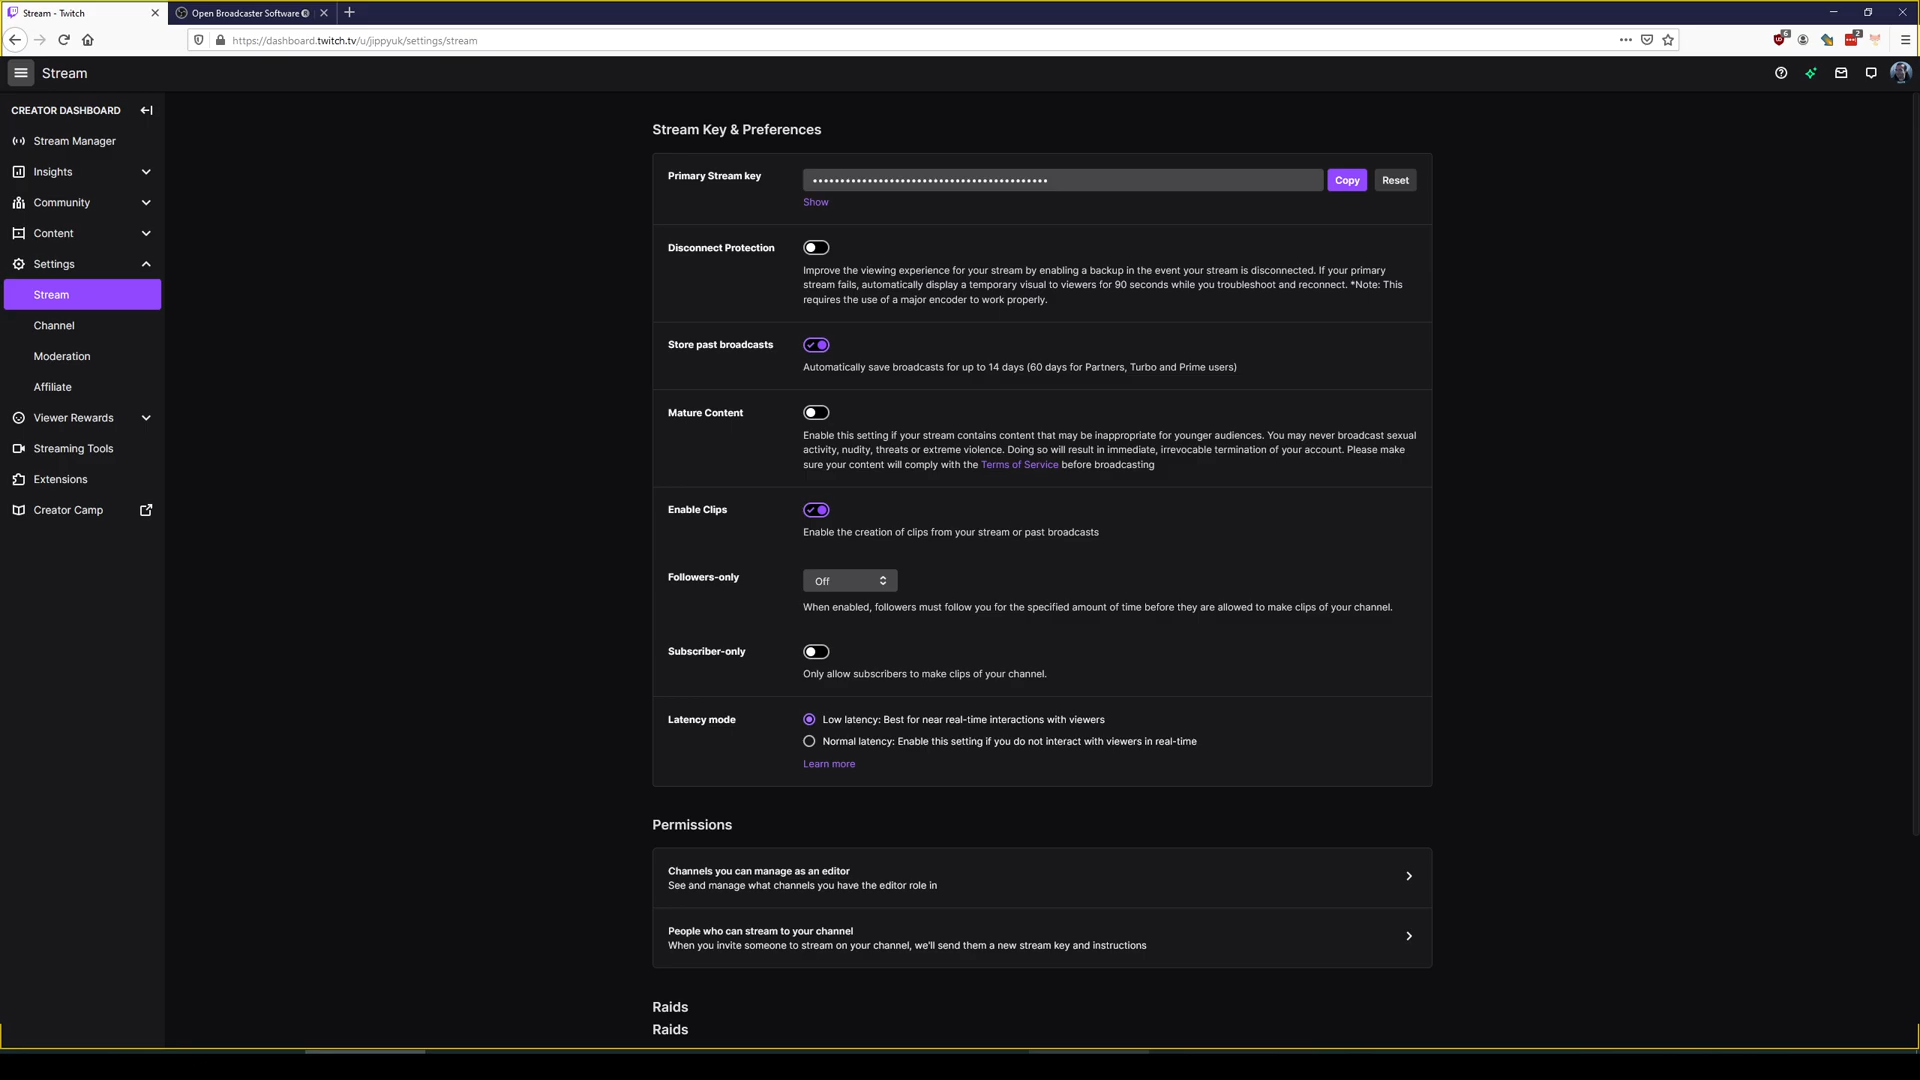 Stream - Twitch
Open Broadcaster Software
https://dashboard.twitch.tv/u/jippyuk/settings/stream
6
2
Stream
CREATOR DASHBOARD
Stream Manager
Insights
Community
Content
Settings
Stream
Channel
Moderation
Affiliate
Viewer Rewards
Streaming Tools
Extensions
Creator Camp
Stream Key & Preferences
Primary Stream key
Copy
Reset
Show
Disconnect Protection
Improve the viewing experience for your stream by enabling a backup in the event your stream is disconnected. If your primary
stream fails, automatically display a temporary visual to viewers for 90 seconds while you troubleshoot and reconnect. *Note: This
requires the use of a major encoder to work properly.
Store past broadcasts
Automatically save broadcasts for up to 14 days (60 days for Partners, Turbo and Prime users)
Mature Content
Enable this setting if your stream contains content that may be inappropriate for younger audiences. You may never broadcast sexual
activity, nudity, threats or extreme violence. Doing so will result in immediate, irrevocable termination of your account. Please make
sure your content will comply with the Terms of Service before broadcasting
Enable Clips
Enable the creation of clips from your stream or past broadcasts
Followers-only
Off
When enabled, followers must follow you for the specified amount of time before they are allowed to make clips of your channel.
Subscriber-only
Only allow subscribers to make clips of your channel.
Latency mode
Low latency: Best for near real-time interactions with viewers
Normal latency: Enable this setting if you do not interact with viewers in real-time
Learn more
Permissions
Channels you can manage as an editor
See and manage what channels you have the editor role in
People who can stream to your channel
When you invite someone to stream on your channel, we'll send them a new stream key and instructions
Raids
Raids